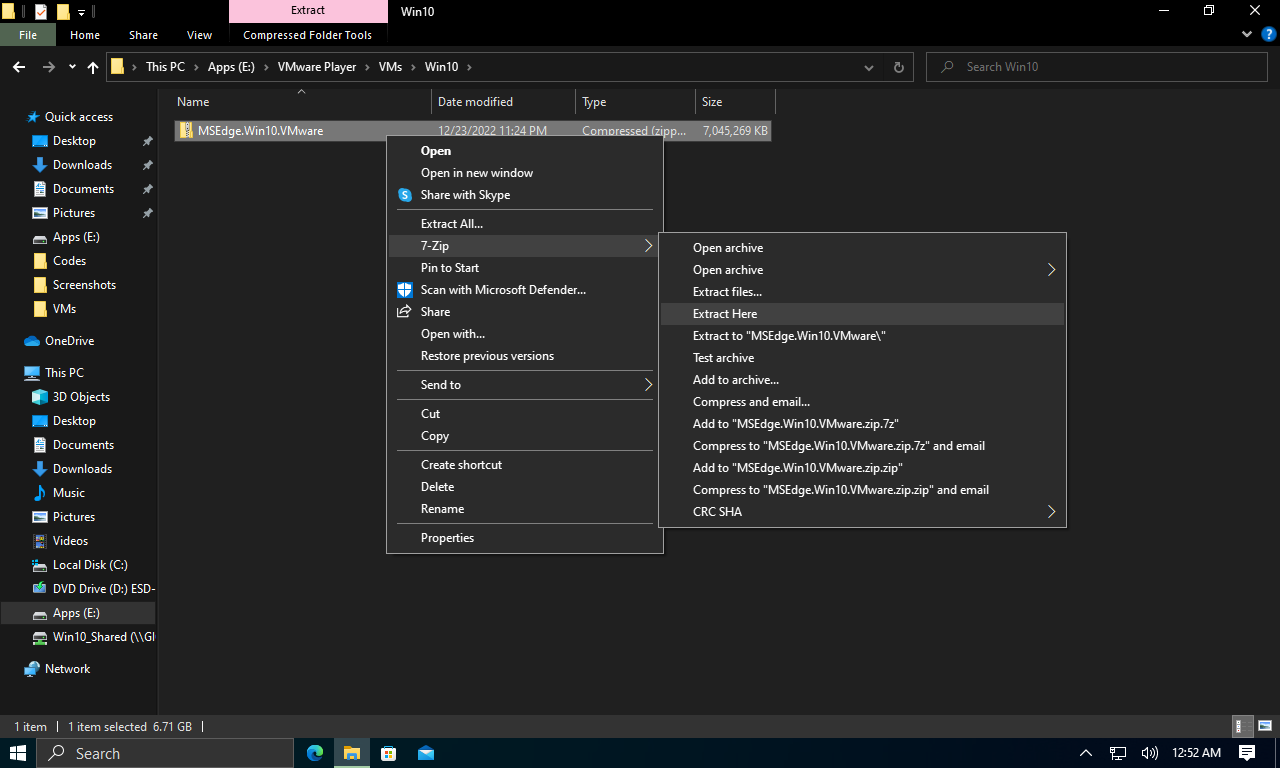 Extract
Win10
File
Home
Share
View
Compressed Folder Tools
This PC
Apps (E:)
VMware Player
VMs
Win10
Search Win10
Name
Date modified
Type
Size
MSEdge.Win10.VMware
12/23/2022 11:24 PM
Compressed (zipp...
7,045,269 KB
Quick access
Desktop
Downloads
Documents
Pictures
Apps (E:)
Codes
Screenshots
VMs
OneDrive
This PC
3D Objects
Desktop
Documents
Downloads
Music
Pictures
Videos
Local Disk (C:)
DVD Drive (D:) ESD-
Apps (E:)
Win10_Shared (\\Gl
Network
Open
Open in new window
Share with Skype
Extract All...
7-Zip
Pin to Start
Scan with Microsoft Defender...
Share
Open with...
Restore previous versions
Send to
Cut
Copy
Create shortcut
Delete
Rename
Properties
Open archive
Open archive
Extract files...
Extract Here
Extract to "MSEdge.Win10.VMware\"
Test archive
Add to archive...
Compress and email...
Add to "MSEdge.Win10.VMware.zip.7z"
Compress to "MSEdge.Win10.VMware.zip.7z" and email
Add to "MSEdge.Win10.VMware.zip.zip"
Compress to "MSEdge.Win10.VMware.zip.zip" and email
CRC SHA
1 item
1 item selected 6.71 GB
Search
12:52 AM